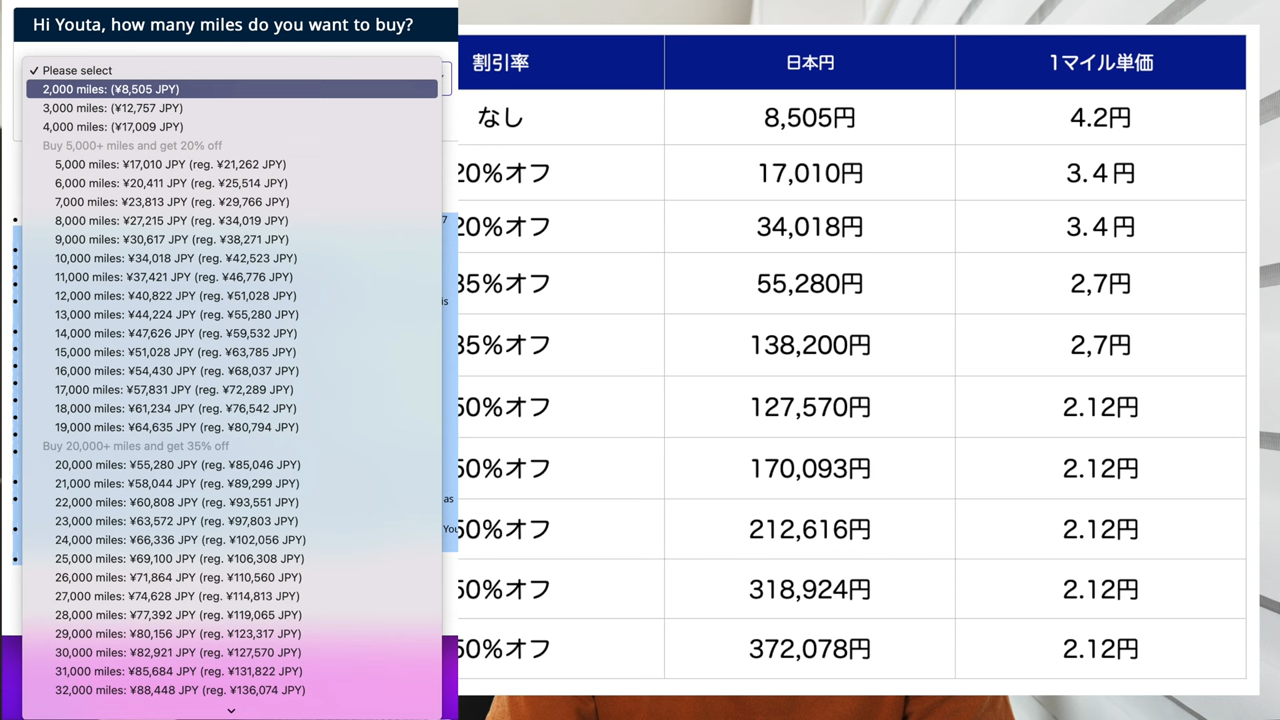 Hi Youta, how many miles do you want to buy?
✓ Please select
2,000 miles: (¥8,505 JPY)
3,000 miles: (¥12,757 JPY)
4,000 miles: (¥17,009 JPY)
Buy 5,000+ miles and get 20% off
5,000 miles: ¥17,010 JPY (reg. ¥21,262 JPY)
6,000 miles: ¥20,411 JPY (reg. ¥25,514 JPY)
7,000 miles: ¥23,813 JPY (reg. ¥29,766 JPY)
8,000 miles: ¥27,215 JPY (reg. ¥34,019 JPY)
9,000 miles: ¥30,617 JPY (reg. ¥38,271 JPY)
10,000 miles: ¥34,018 JPY (reg. ¥42,523 JPY)
11,000 miles: ¥37,421 JPY (reg. ¥46,776 JPY)
12,000 miles: ¥40,822 JPY (reg. ¥51,028 JPY)
13,000 miles: ¥44,224 JPY (reg. ¥55,280 JPY)
14,000 miles: ¥47,626 JPY (reg. ¥59,532 JPY)
15,000 miles: ¥51,028 JPY (reg. ¥63,785 JPY)
16,000 miles: ¥54,430 JPY (reg. ¥68,037 JPY)
17,000 miles: ¥57,831 JPY (reg. ¥72,289 JPY)
18,000 miles: ¥61,234 JPY (reg. ¥76,542 JPY)
19,000 miles: ¥64,635 JPY (reg. ¥80,794 JPY)
Buy 20,000+ miles and get 35% off
20,000 miles: ¥55,280 JPY (reg. ¥85,046 JPY)
21,000 miles: ¥58,044 JPY (reg. ¥89,299 JPY)
22,000 miles: ¥60,808 JPY (reg. ¥93,551 JPY)
23,000 miles: ¥63,572 JPY (reg. ¥97,803 JPY)
24,000 miles: ¥66,336 JPY (reg. ¥102,056 JPY)
25,000 miles: ¥69,100 JPY (reg. ¥106,308 JPY)
26,000 miles: ¥71,864 JPY (reg. ¥110,560 JPY)
27,000 miles: ¥74,628 JPY (reg. ¥114,813 JPY)
28,000 miles: ¥77,392 JPY (reg. ¥119,065 JPY)
29,000 miles: ¥80,156 JPY (reg. ¥123,317 JPY)
30,000 miles: ¥82,921 JPY (reg. ¥127,570 JPY)
31,000 miles: ¥85,684 JPY (reg. ¥131,822 JPY)
32,000 miles: ¥88,448 JPY (reg. ¥136,074 JPY)
7
is
as
割引率 日本円 1マイル単価
なし 8,505円 4.2円
20%オフ 17,010円 3.4円
20%オフ 34,018円 3.4円
35%オフ 55,280円 2,7円
35%オフ 138,200円 2,7円
50%オフ 127,570円 2.12円
50%オフ 170,093円 2.12円
50%オフ 212,616円 2.12円
50%オフ 318,924円 2.12円
50%オフ 372,078円 2.12円